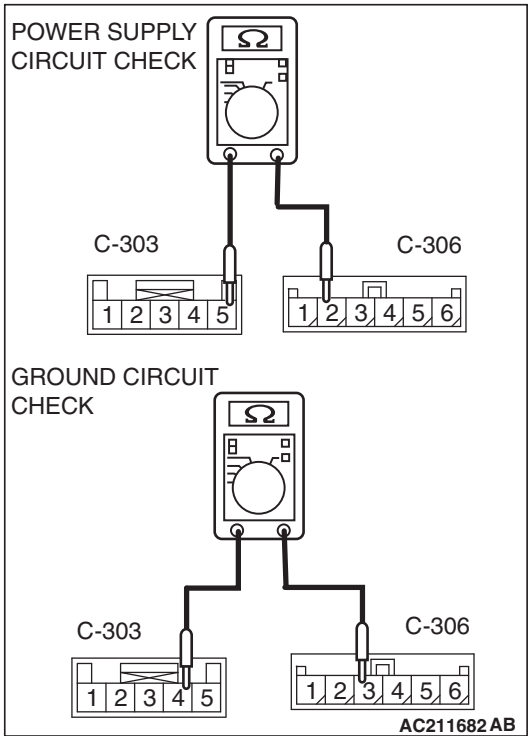 POWER SUPPLY
CIRCUIT CHECK
Ω
C-303
C-306
1 2 3 4 5
1 2 3 4 5 6
GROUND CIRCUIT
CHECK
Ω
C-303
C-306
1 2 3 4 5
1 2 3 4 5 6
AC211682 AB